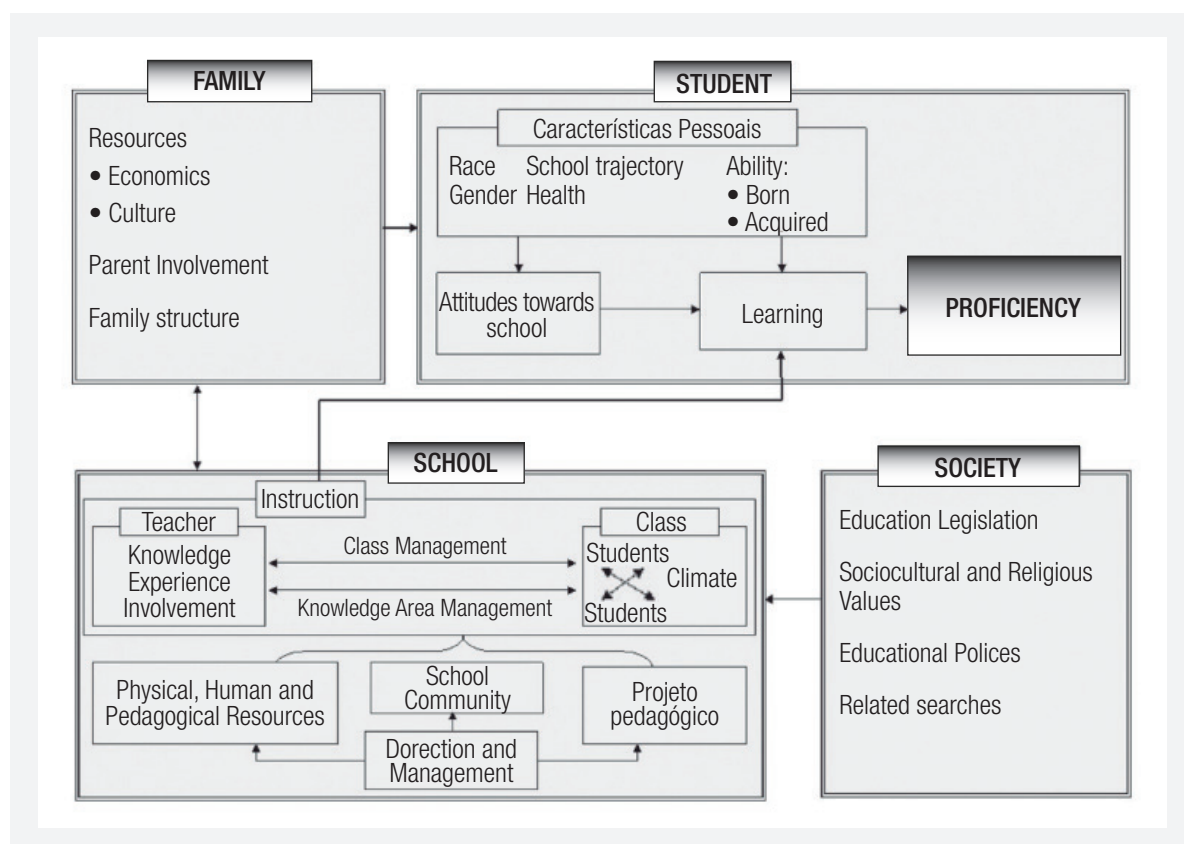 FAMILY
Resources
• Economics
• Culture
Parent Involvement
Family structure
STUDENT
Características Pessoais
Race School trajectory
Gender Health
Ability:
• Born
• Acquired
Attitudes towards
school
Learning
PROFICIENCY
SCHOOL
Instruction
Teacher
Knowledge
Experience
Involvement
Class Management
Knowledge Area Management
Class
Students
Climate
Students
Physical, Human and
Pedagogical Resources
School
Community
Projeto
pedagógico
Dorection and
Management
SOCIETY
Education Legislation
Sociocultural and Religious
Values
Educational Polices
Related searches